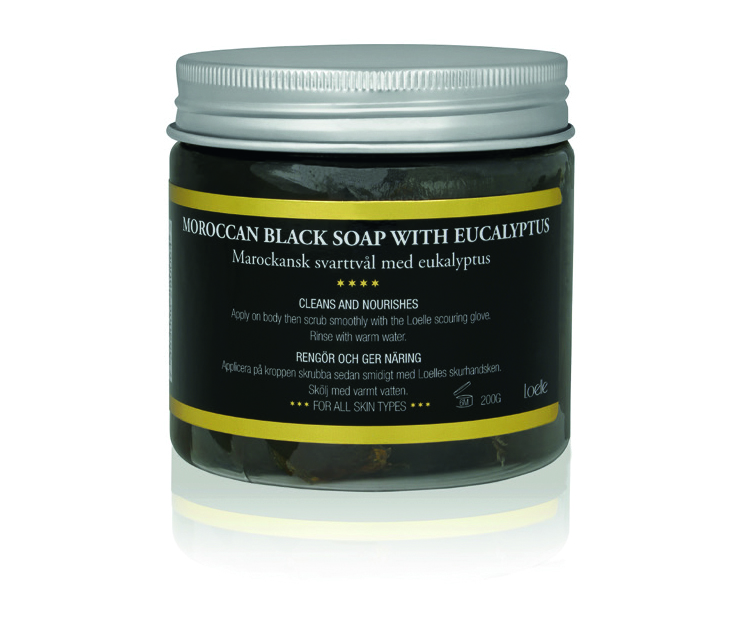 MOROCCAN BLACK SOAP WITH EUCALYPTUS
Marockansk svarttvål med eukalyptus
CLEANS AND NOURISHES
Apply on body then scrub smoothly with the Loelle scouring glove.
Rinse with warm water.
RENGÖR OCH GER NÄRING
Applicera på kroppen skrubba sedan smidigt med Loelles skurhandsken.
Skölj med varmt vatten.
*** FOR ALL SKIN TYPES ***
200G
Loelle